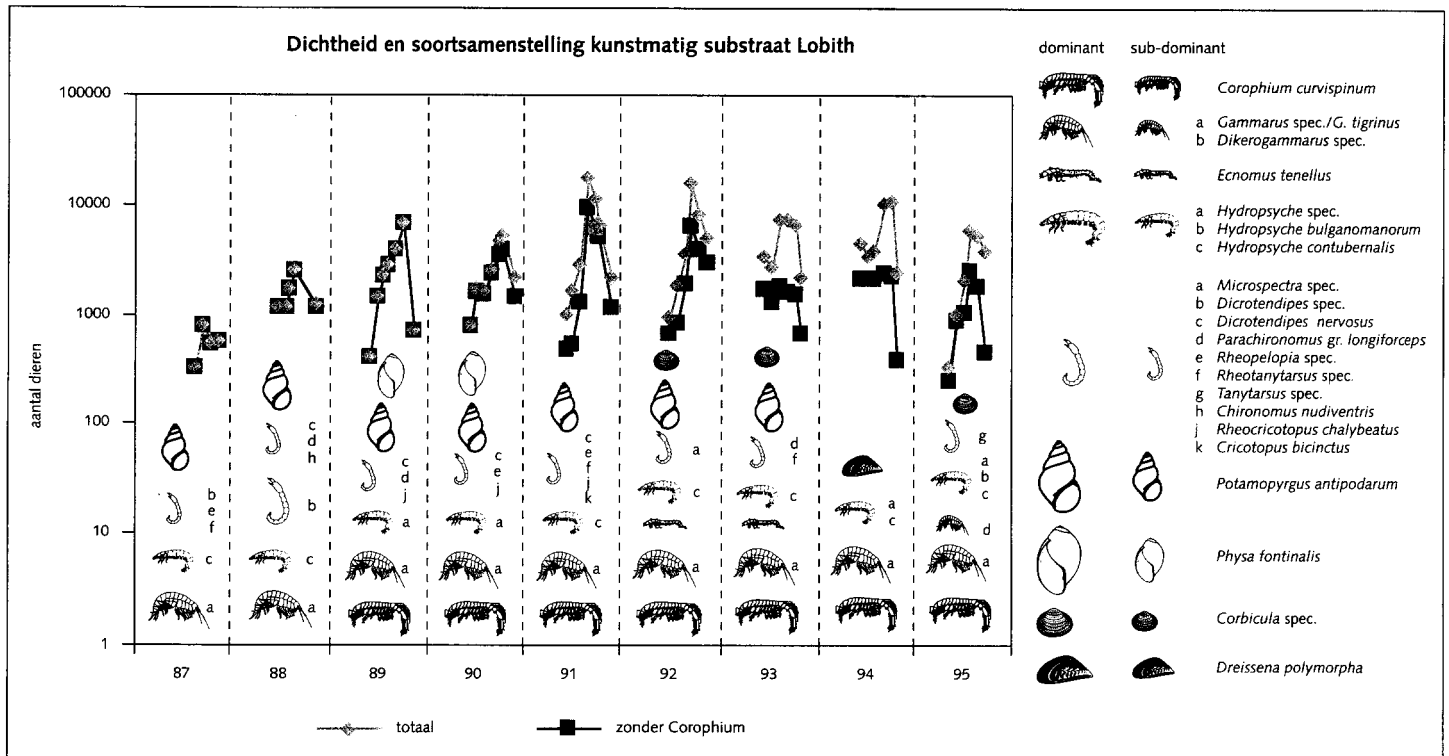 Dichtheid en soortsamenstelling kunstmatig substraat Lobith
aantal dieren
100000
10000
1000
100
10
1
b
e
f
c
a
c
d
h
b
c
a
c
d
j
a
a
c
e
j
a
a
c
e
f
j
k
c
a
a
c
a
d
f
c
a
a
c
a
g
a
b
c
d
a
87 88 89 90 91 92 93 94 95
totaal zonder Corophium
dominant sub-dominant
Corophium curvispinum
a Gammarus spec./G. tigrinus
b Dikerogammarus spec.
Ecnomus tenellus
a Hydropsyche spec.
b Hydropsyche bulganomanorum
c Hydropsyche contubernalis
a Microspectra spec.
b Dicrotendipes spec.
c Dicrotendipes nervosus
d Parachironomus gr. longiforceps
e Rheopelopia spec.
f Rheotanytarsus spec.
g Tanytarsus spec.
h Chironomus nudiventris
j Rheocricotopus chalybeatus
k Cricotopus bicinctus
Potamopyrgus antipodarum
Physa fontinalis
Corbicula spec.
Dreissena polymorpha